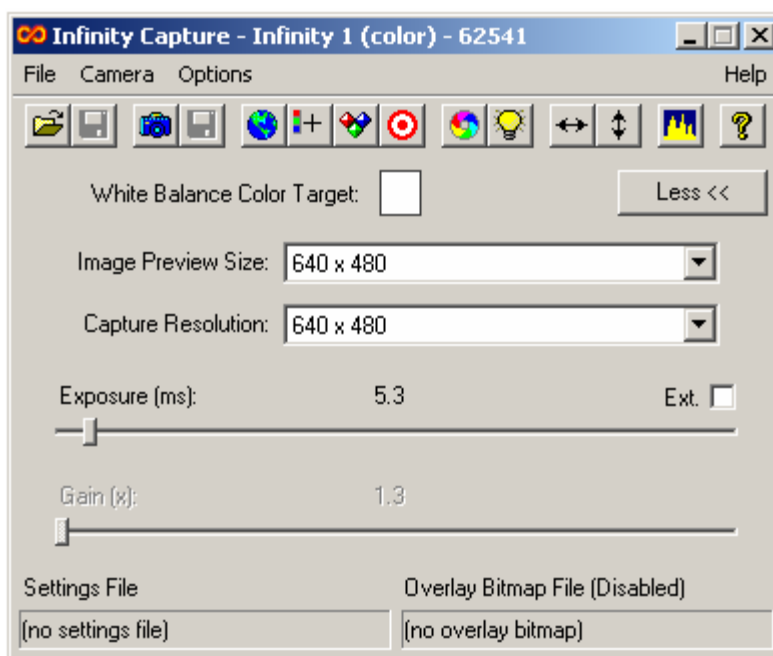 Infinity Capture - Infinity 1 (color) - 62541
File Camera Options Help
White Balance Color Target: Less <<
Image Preview Size: 640 x 480
Capture Resolution: 640 x 480
Exposure (ms): 5.3 Ext.
Gain (x): 1.3
Settings File Overlay Bitmap File (Disabled)
(no settings file) (no overlay bitmap)